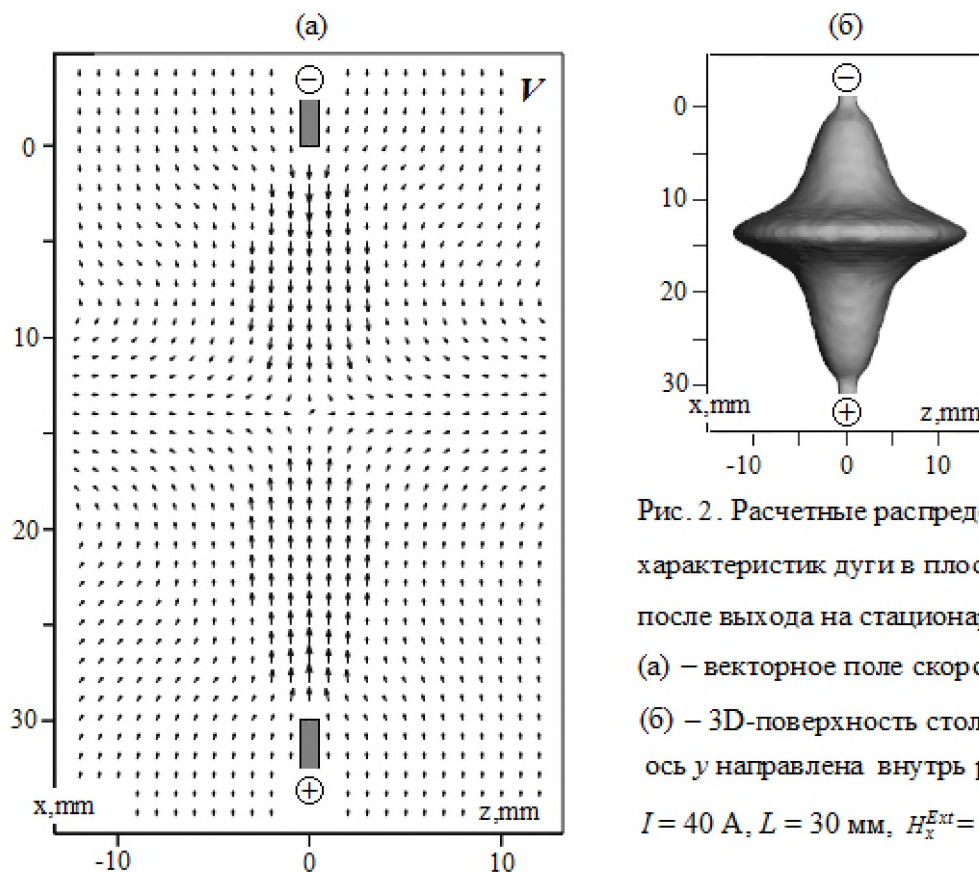 (а)
(б)
V
−
0
10
20
30
+
x,mm
z,mm
-10
0
10
−
0
10
20
30
x,mm
+
z,mm
-10
0
10
Рис. 2. Расчетные распреде
характеристик дуги в плос
после выхода на стационар
(а) – векторное поле скоро
(б) – 3D-поверхность стол
ось y направлена внутрь р
I = 40 А, L = 30 мм, H_x^{Ext} =